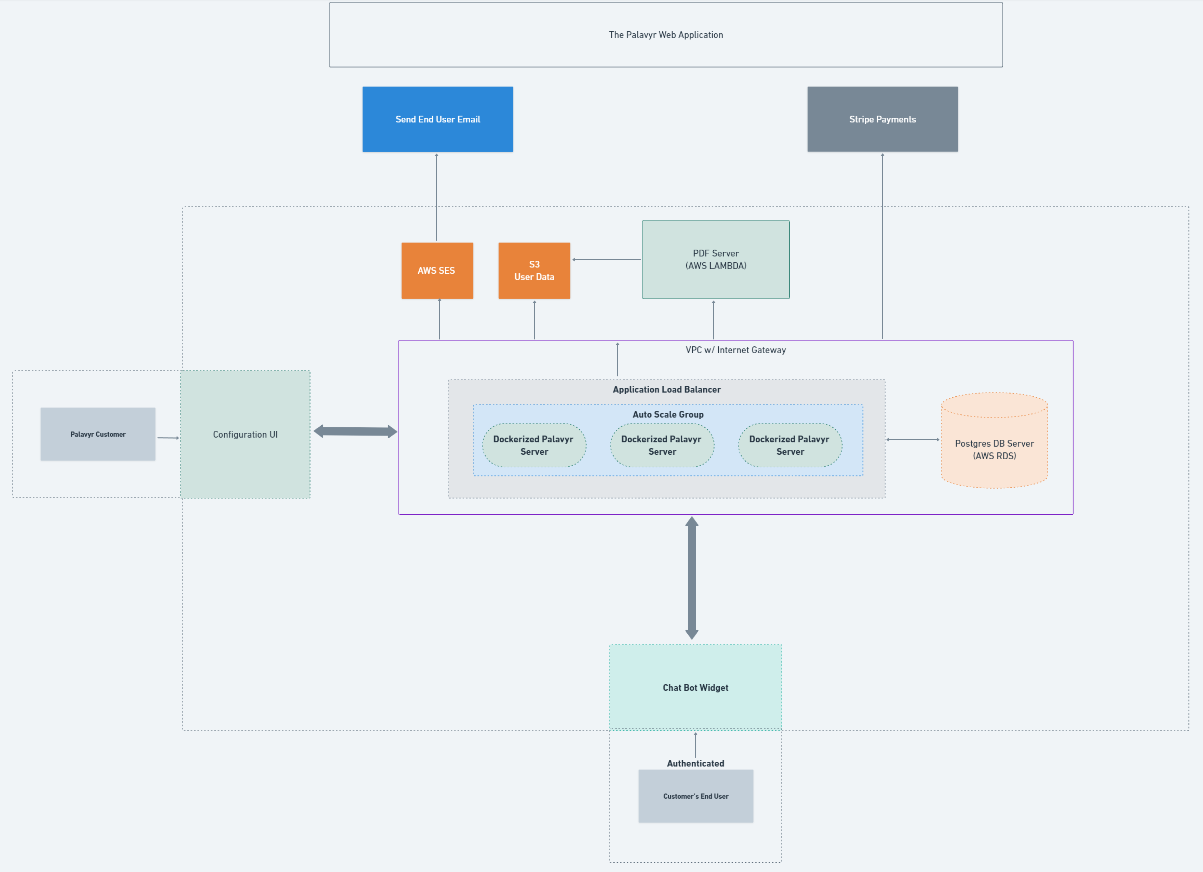 The Palavyr Web Application
Send End User Email
Stripe Payments
AWS SES
S3
User Data
PDF Server
(AWS LAMBDA)
VPC w/ Internet Gateway
Application Load Balancer
Auto Scale Group
Dockerized Palavyr
Server
Dockerized Palavyr
Server
Dockerized Palavyr
Server
Postgres DB Server
(AWS RDS)
Palavyr Customer
Configuration UI
Chat Bot Widget
Authenticated
Customer's End User